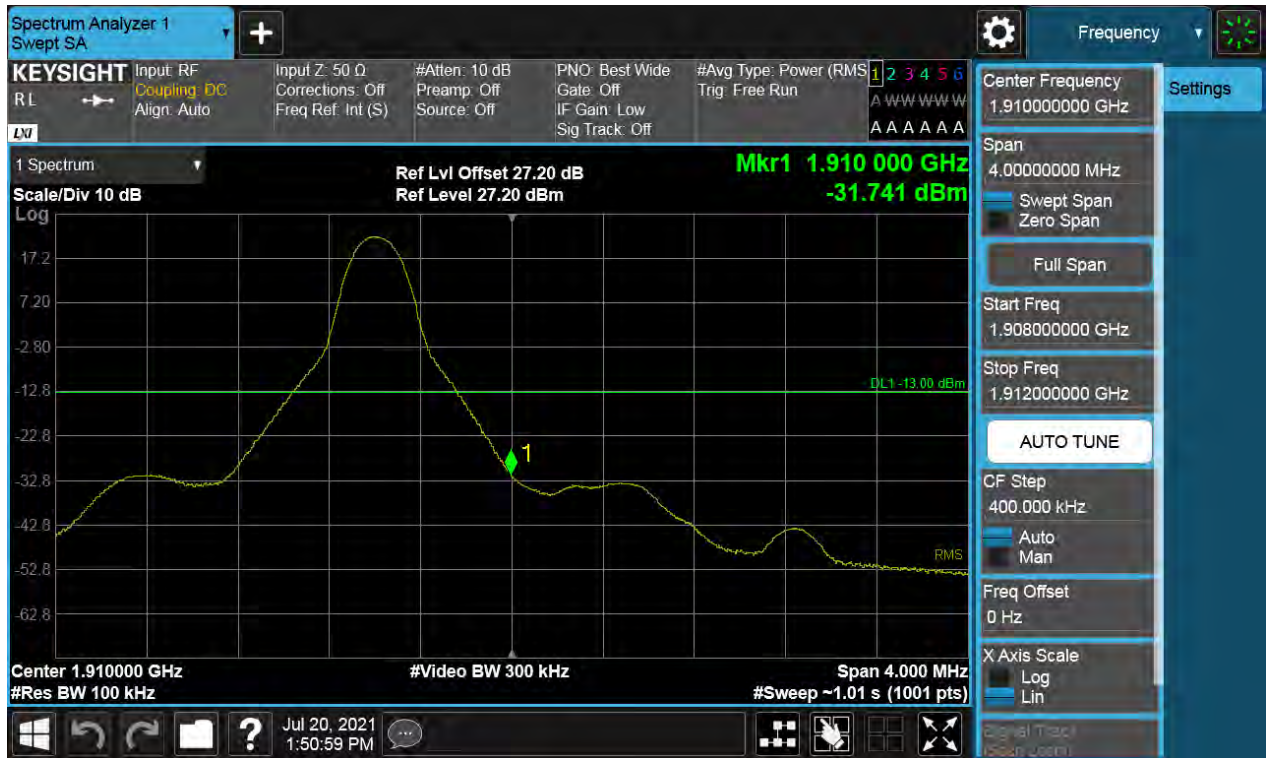 Spectrum Analyzer 1
Swept SA
+
Frequency
KEYSIGHT
R L
LXI
Input: RF
Coupling: DC
Align: Auto
Input Z: 50 Ω
Corrections: Off
Freq Ref: Int (S)
#Atten: 10 dB
Preamp: Off
Source: Off
PNO: Best Wide
Gate: Off
IF Gain: Low
Sig Track: Off
#Avg Type: Power (RMS
Trig: Free Run
1 2 3 4 5 6
A W W W W W
A A A A A A
Center Frequency
1.910000000 GHz
Settings
Span
4.00000000 MHz
Swept Span
Zero Span
Full Span
Start Freq
1.908000000 GHz
Stop Freq
1.912000000 GHz
AUTO TUNE
CF Step
400.000 kHz
Auto
Man
Freq Offset
0 Hz
X Axis Scale
Log
Lin
1 Spectrum
Scale/Div 10 dB
Ref Lvl Offset 27.20 dB
Ref Level 27.20 dBm
Mkr1 1.910 000 GHz
-31.741 dBm
Log
17.2
7.20
-2.80
-12.8
DL1 -13.00 dBm
-22.8
1
-32.8
-42.8
RMS
-52.8
-62.8
Center 1.910000 GHz
#Video BW 300 kHz
Span 4.000 MHz
#Res BW 100 kHz
#Sweep ~1.01 s (1001 pts)
?
Jul 20, 2021
1:50:59 PM